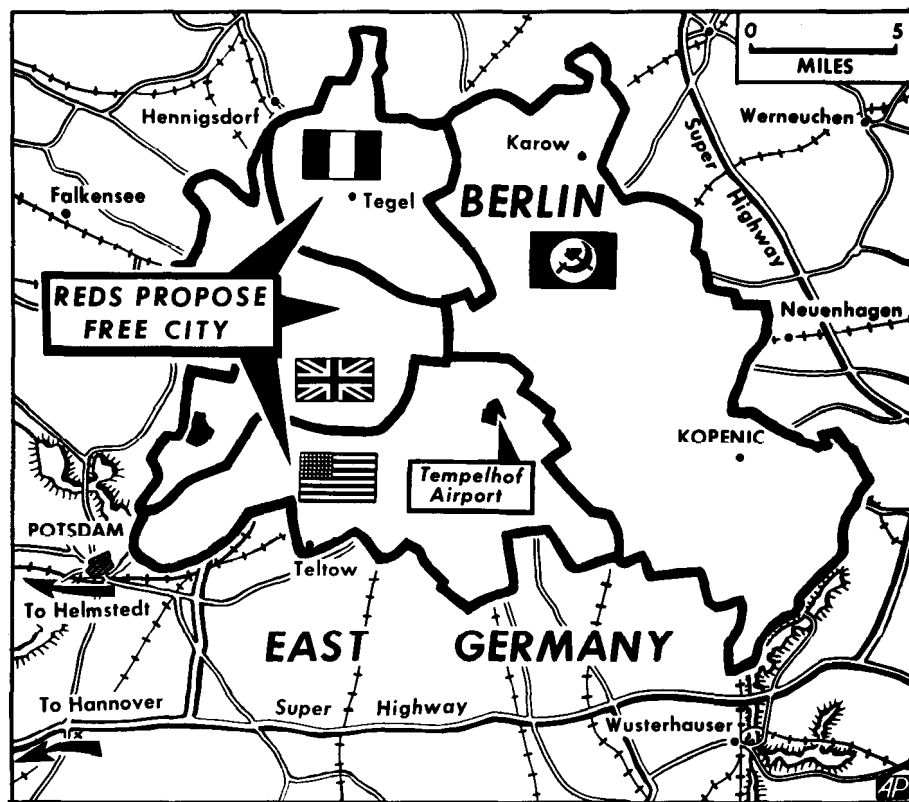 0 5
MILES
Hennigsdorf
Karow
Werneuchen
Super
Highway
Falkensee
Tegel
BERLIN
REDS PROPOSE
FREE CITY
Neuenhagen
KOPENIC
Tempelhof
Airport
POTSDAM
Teltow
To Helmstedt
EAST GERMANY
To Hannover
Super Highway
Wusterhauser
AP